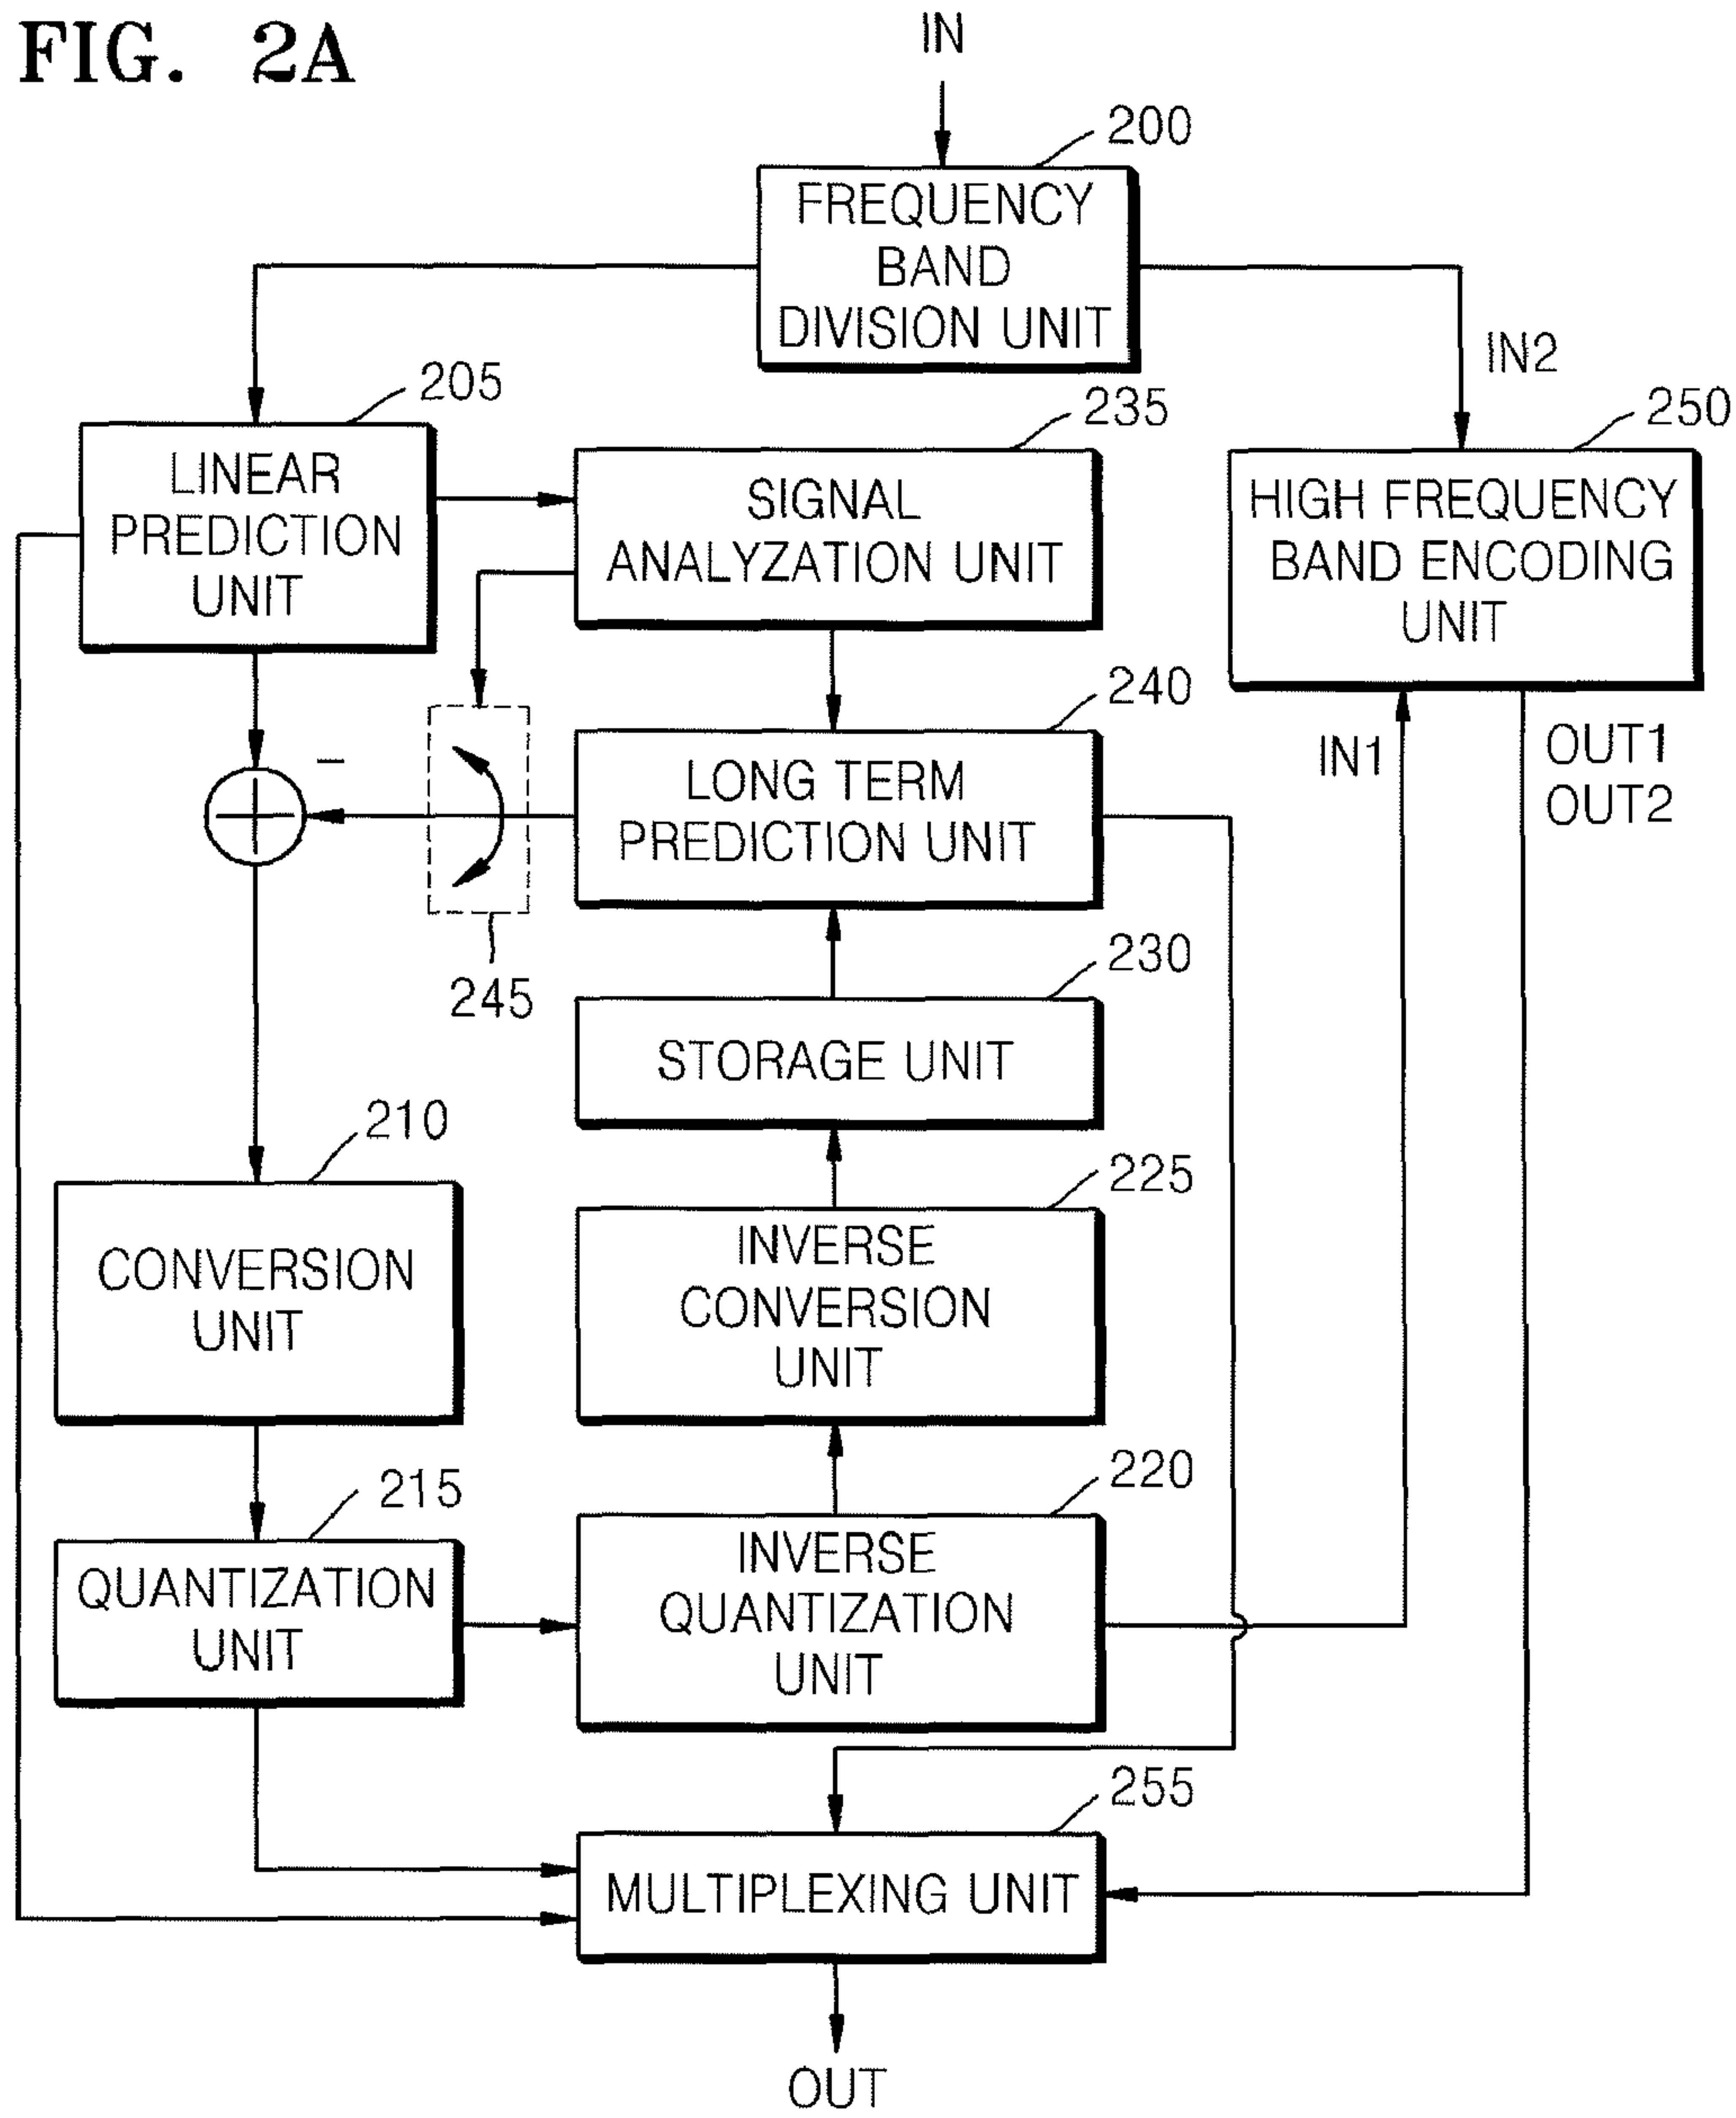 FIG. 2A
IN
200
FREQUENCY
BAND
DIVISION UNIT
IN2
205
LINEAR
PREDICTION
UNIT
235
SIGNAL
ANALYZATION UNIT
250
HIGH FREQUENCY
BAND ENCODING
UNIT
240
LONG TERM
PREDICTION UNIT
–
245
IN1
OUT1
OUT2
230
STORAGE UNIT
210
CONVERSION
UNIT
225
INVERSE
CONVERSION
UNIT
215
QUANTIZATION
UNIT
220
INVERSE
QUANTIZATION
UNIT
255
MULTIPLEXING UNIT
OUT